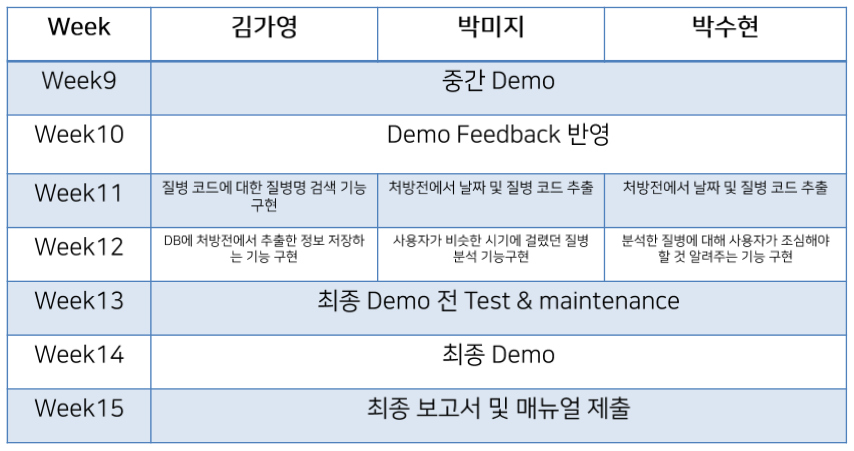 Week 김가영 박미지 박수현
Week9 중간 Demo
Week10 Demo Feedback 반영
Week11 질병 코드에 대한 질병명 검색 기능 처방전에서 날짜 및 질병 코드 추출 처방전에서 날짜 및 질병 코드 추출
구현
Week12 DB에 처방전에서 추출한 정보 저장하 사용자가 비슷한 시기에 걸렸던 질병 분석한 질병에 대해 사용자가 조심해야
는 기능 구현 분석 기능구현 할 것 알려주는 기능 구현
Week13 최종 Demo 전 Test & maintenance
Week14 최종 Demo
Week15 최종 보고서 및 매뉴얼 제출